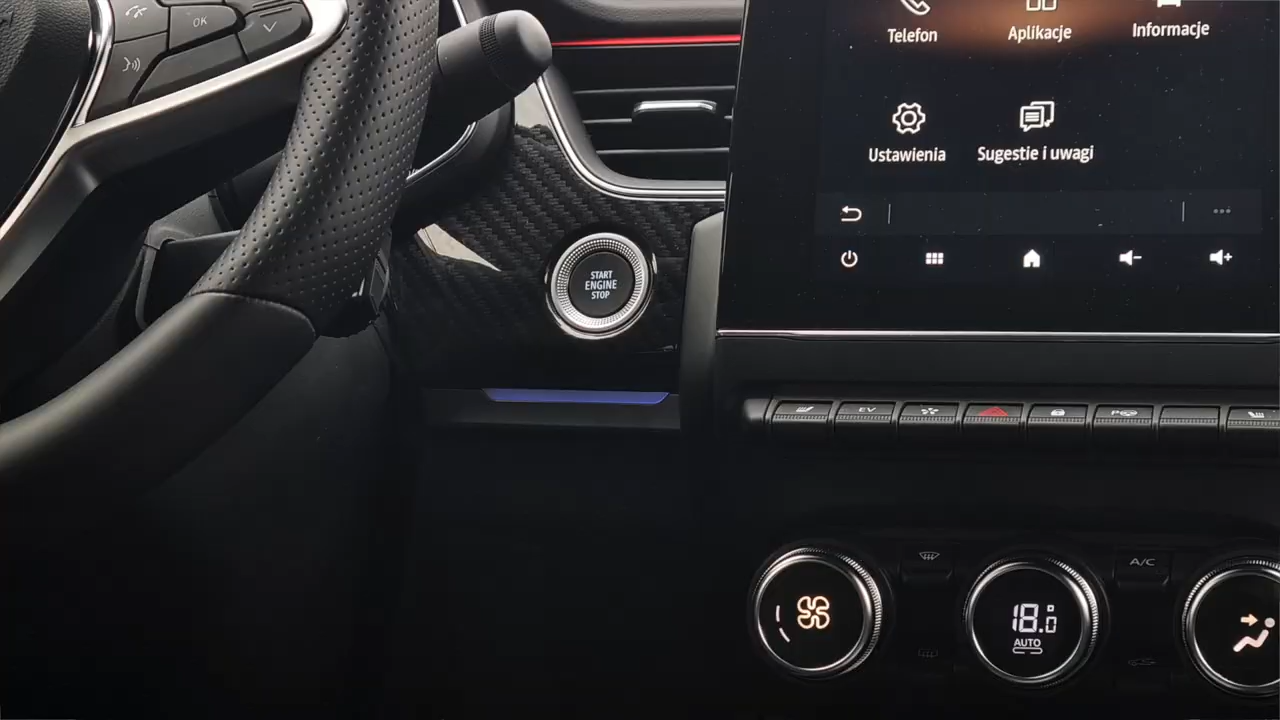 OK
Telefon
Aplikacje
Informacje
Ustawienia
Sugestie i uwagi
START
ENGINE
STOP
EV
A/C
18.0
AUTO